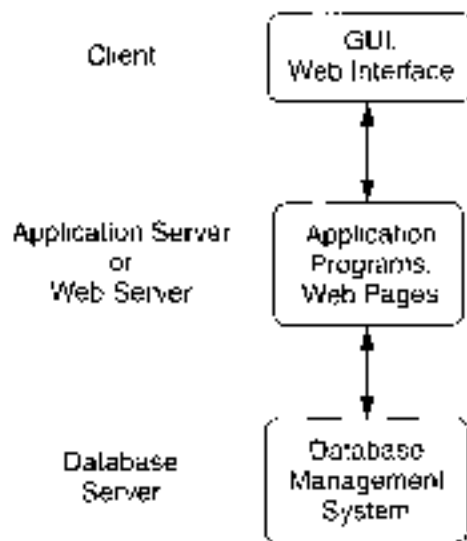 Client
GUI,
Web Interface
Application Server
or
Web Server
Application
Programs,
Web Pages
Database
Server
Database
Management
System